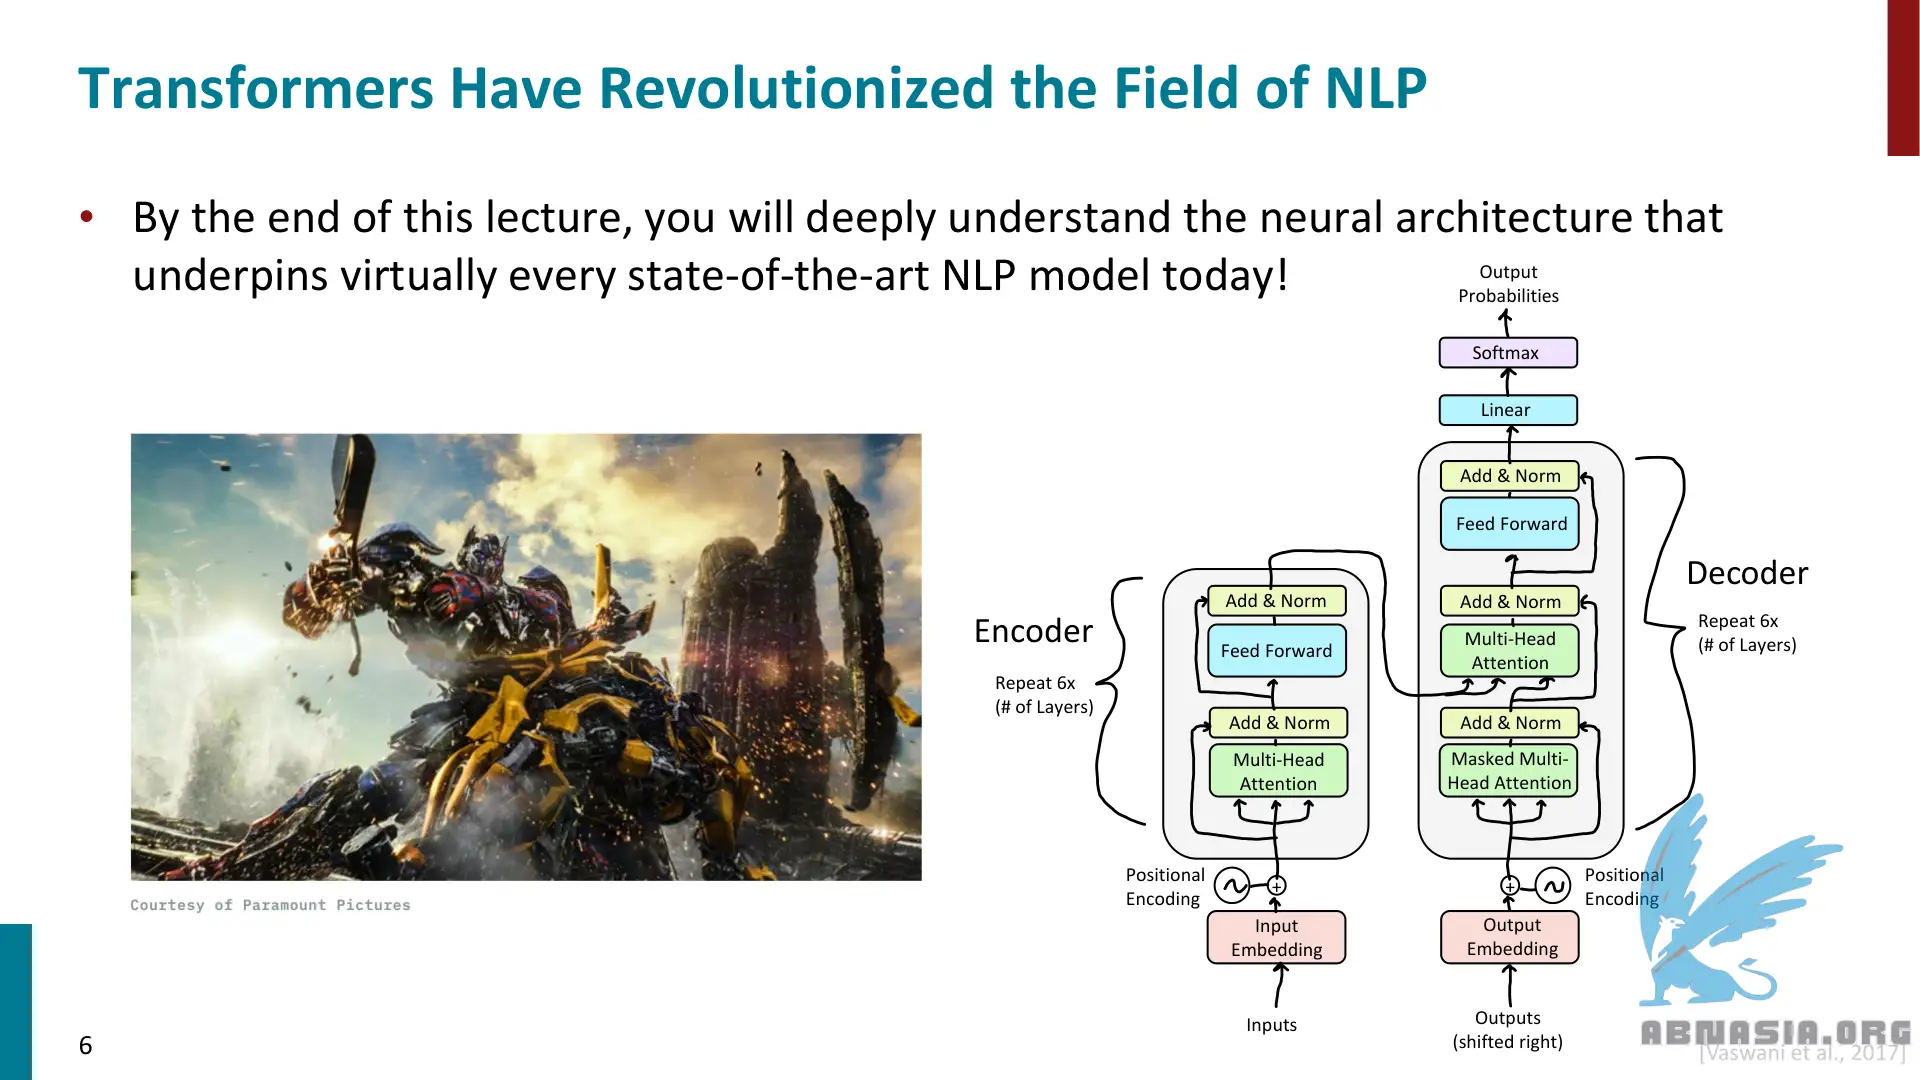 Transformers Have Revolutionized the Field of NLP
• By the end of this lecture, you will deeply understand the neural architecture that
underpins virtually every state-of-the-art NLP model today!
Courtesy of Paramount Pictures
Output
Probabilities
Softmax
Linear
Add & Norm
Feed Forward
Add & Norm
Multi-Head
Attention
Add & Norm
Masked Multi-
Head Attention
Decoder
Repeat 6x
(# of Layers)
Encoder
Repeat 6x
(# of Layers)
Add & Norm
Feed Forward
Add & Norm
Multi-Head
Attention
Positional
Encoding
+
Input
Embedding
Inputs
+
Positional
Encoding
Output
Embedding
Outputs
(shifted right)
ABNASIA.ORG
[Vaswani et al., 2017]
6